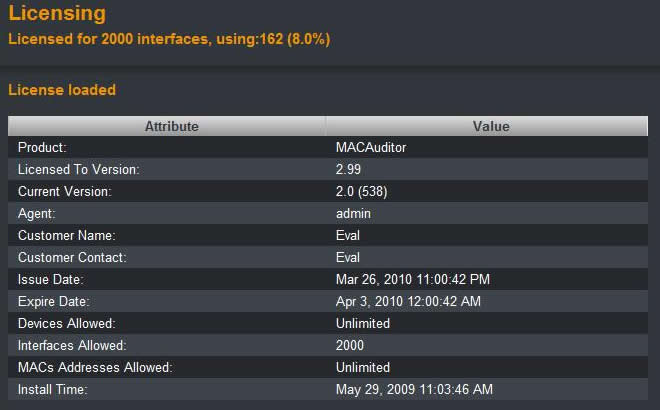 Licensing
Licensed for 2000 interfaces, using:162 (8.0%)
License loaded
Attribute Value
Product: MACAuditor
Licensed To Version: 2.99
Current Version: 2.0 (538)
Agent: admin
Customer Name: Eval
Customer Contact: Eval
Issue Date: Mar 26, 2010 11:00:42 PM
Expire Date: Apr 3, 2010 12:00:42 AM
Devices Allowed: Unlimited
Interfaces Allowed: 2000
MACs Addresses Allowed: Unlimited
Install Time: May 29, 2009 11:03:46 AM